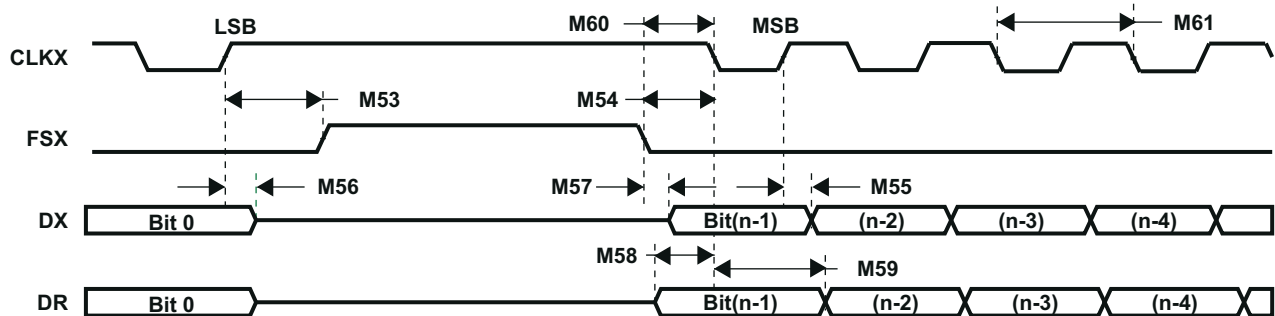 LSB
M60
MSB
M61
CLKX
M53
M54
FSX
M56
M57
M55
DX
Bit 0
Bit(n-1)
(n-2)
(n-3)
(n-4)
M58
M59
DR
Bit 0
Bit(n-1)
(n-2)
(n-3)
(n-4)